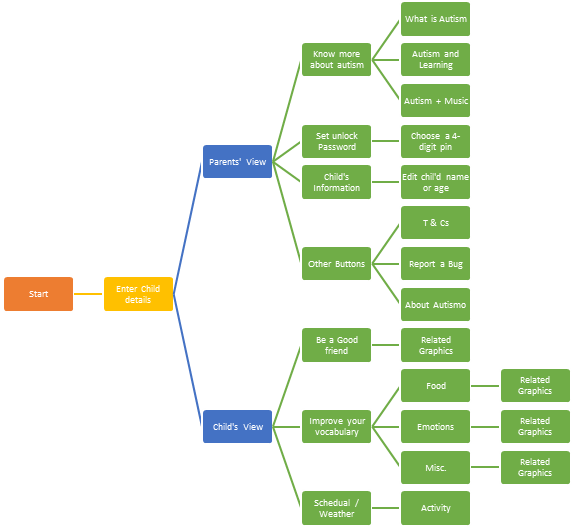 What is Autism
Know more
about autism
Autism and
Learning
Autism + Music
Set unlock
Password
Choose a 4-
digit pin
Parents' View
Child's
Information
Edit chil'd name
or age
T & Cs
Other Buttons
Report a Bug
About Autismo
Start
Enter Child
details
Be a Good
friend
Related
Graphics
Food
Related
Graphics
Child's View
Improve your
vocabulary
Emotions
Related
Graphics
Misc.
Related
Graphics
Schedual /
Weather
Activity